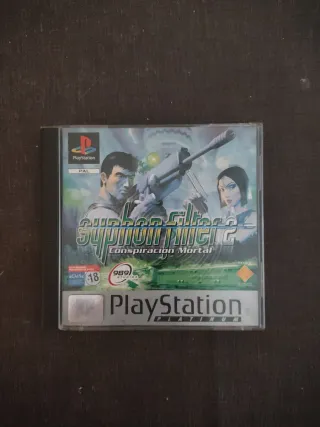 PlayStation
PAL
syphon filter 2
Conspiración Mortal
18
989
PlayStation
PLATINUM